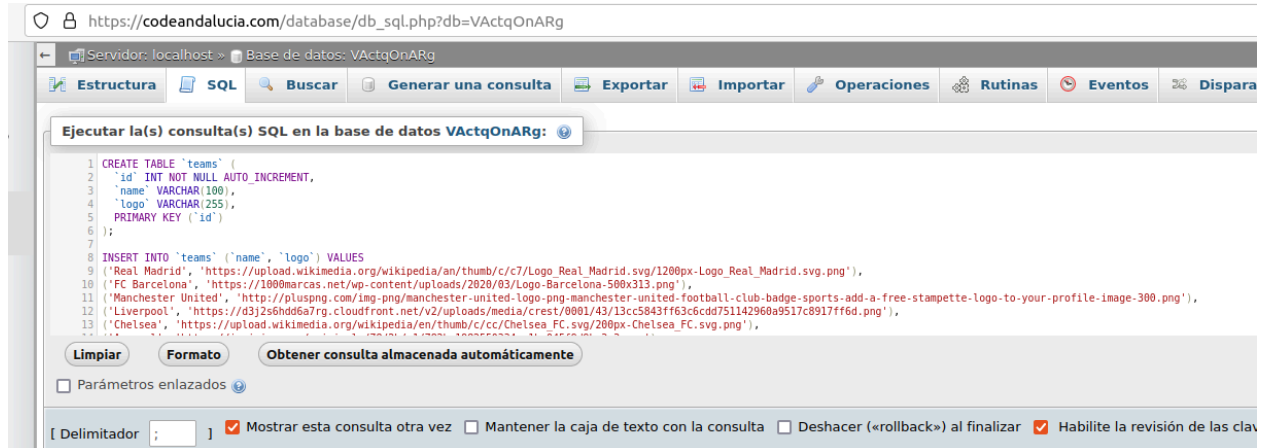 https://codeandalucia.com/database/db_sql.php?db=VActqOnARg
← Servidor: localhost » Base de datos: VActqOnARg
Estructura SQL Buscar Generar una consulta Exportar Importar Operaciones Rutinas Eventos Dispara
Ejecutar la(s) consulta(s) SQL en la base de datos VActqOnARg:
1 CREATE TABLE `teams` (
2 `id` INT NOT NULL AUTO_INCREMENT,
3 `name` VARCHAR(100),
4 `logo` VARCHAR(255),
5 PRIMARY KEY (`id`)
6 );
7
8 INSERT INTO `teams` (`name`, `logo`) VALUES
9 ('Real Madrid', 'https://upload.wikimedia.org/wikipedia/an/thumb/c/c7/Logo_Real_Madrid.svg/1200px-Logo_Real_Madrid.svg.png'),
10 ('FC Barcelona', 'https://1000marcas.net/wp-content/uploads/2020/03/Logo-Barcelona-500x313.png'),
11 ('Manchester United', 'http://pluspng.com/img-png/manchester-united-logo-png-manchester-united-football-club-badge-sports-add-a-free-stampette-logo-to-your-profile-image-300.png'),
12 ('Liverpool', 'https://d3j2s6hdd6a7rg.cloudfront.net/v2/uploads/media/crest/0001/43/13cc5843ff63c6cdd751142960a9517c8917ff6d.png'),
13 ('Chelsea', 'https://upload.wikimedia.org/wikipedia/en/thumb/c/cc/Chelsea_FC.svg/200px-Chelsea_FC.svg.png'),
Limpiar Formato Obtener consulta almacenada automáticamente
Parámetros enlazados
[ Delimitador ; ] Mostrar esta consulta otra vez Mantener la caja de texto con la consulta Deshacer («rollback») al finalizar Habilite la revisión de las clav